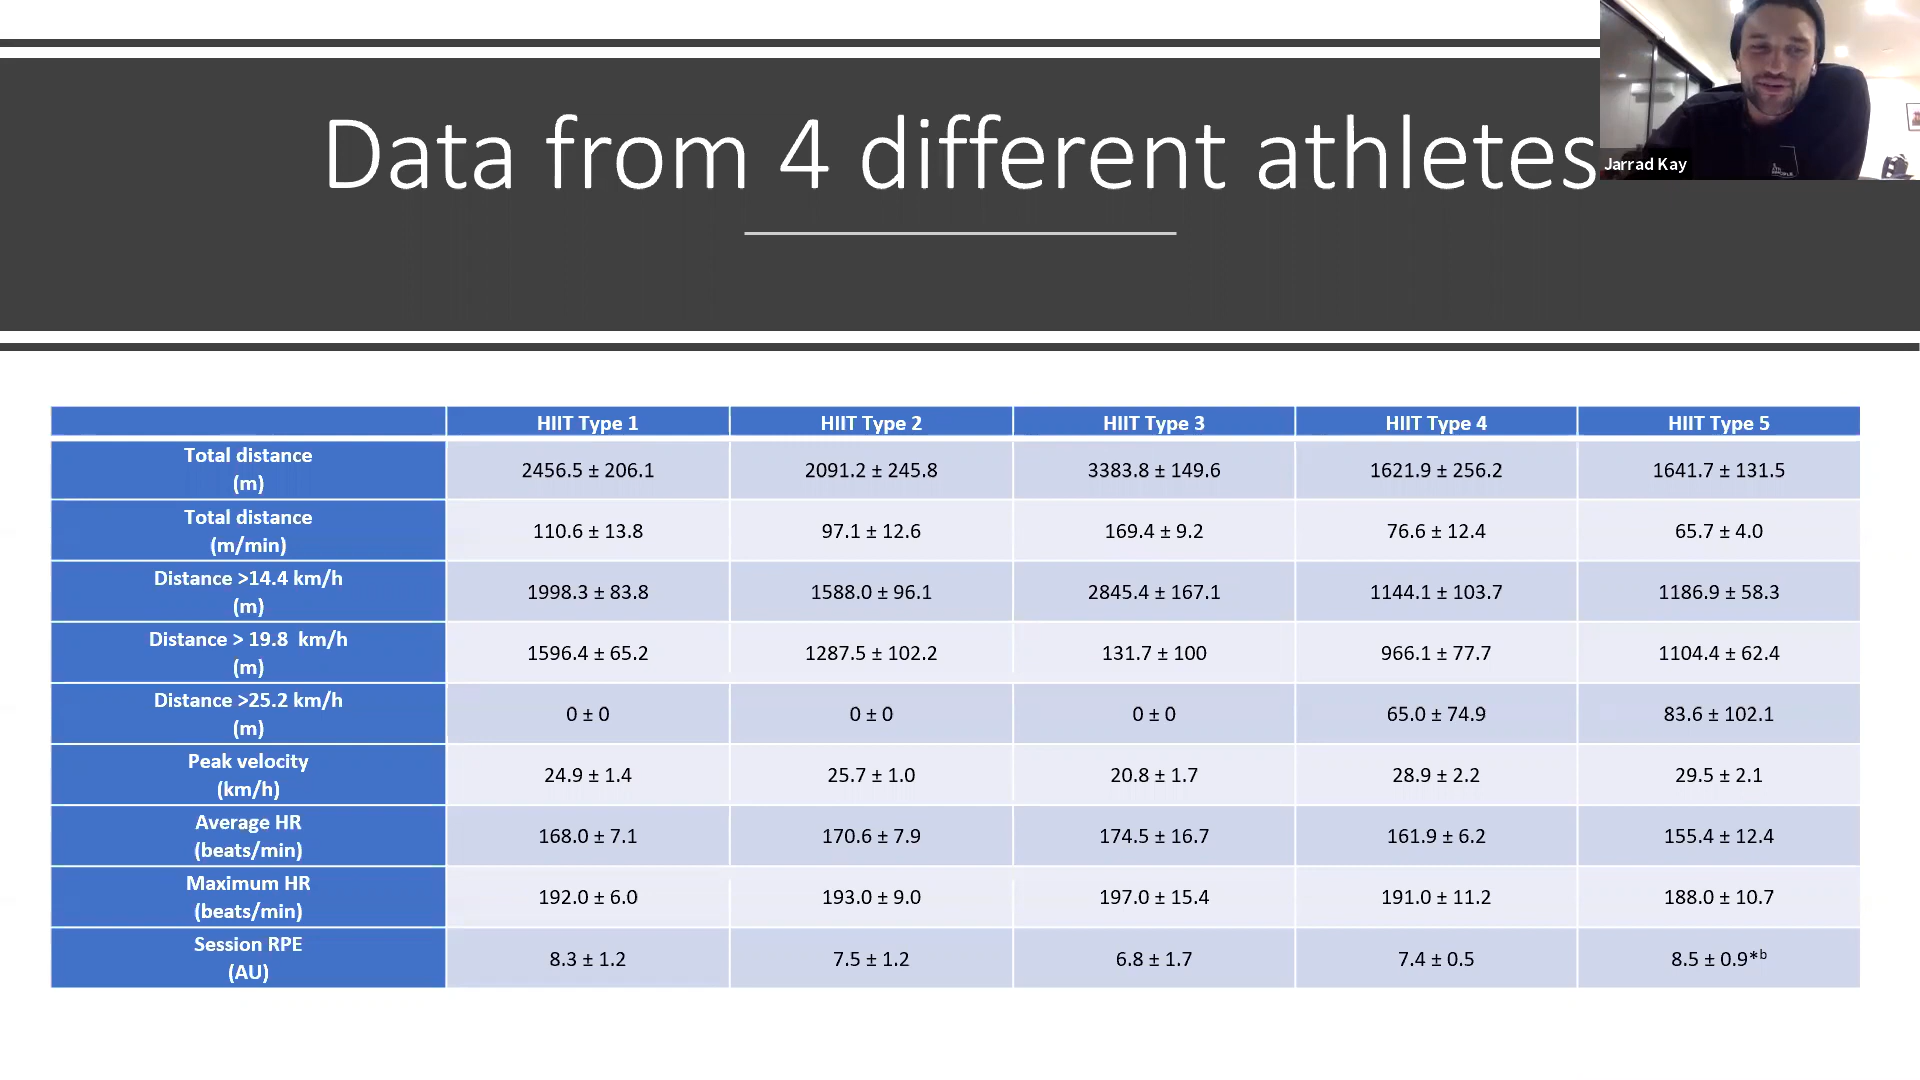 Data from 4 different athletes
Jarrad Kay
HIIT Type 1 HIIT Type 2 HIIT Type 3 HIIT Type 4 HIIT Type 5
Total distance
(m) 2456.5 ± 206.1 2091.2 ± 245.8 3383.8 ± 149.6 1621.9 ± 256.2 1641.7 ± 131.5
Total distance
(m/min) 110.6 ± 13.8 97.1 ± 12.6 169.4 ± 9.2 76.6 ± 12.4 65.7 ± 4.0
Distance >14.4 km/h
(m) 1998.3 ± 83.8 1588.0 ± 96.1 2845.4 ± 167.1 1144.1 ± 103.7 1186.9 ± 58.3
Distance > 19.8 km/h
(m) 1596.4 ± 65.2 1287.5 ± 102.2 131.7 ± 100 966.1 ± 77.7 1104.4 ± 62.4
Distance >25.2 km/h
(m) 0 ± 0 0 ± 0 0 ± 0 65.0 ± 74.9 83.6 ± 102.1
Peak velocity
(km/h) 24.9 ± 1.4 25.7 ± 1.0 20.8 ± 1.7 28.9 ± 2.2 29.5 ± 2.1
Average HR
(beats/min) 168.0 ± 7.1 170.6 ± 7.9 174.5 ± 16.7 161.9 ± 6.2 155.4 ± 12.4
Maximum HR
(beats/min) 192.0 ± 6.0 193.0 ± 9.0 197.0 ± 15.4 191.0 ± 11.2 188.0 ± 10.7
Session RPE
(AU) 8.3 ± 1.2 7.5 ± 1.2 6.8 ± 1.7 7.4 ± 0.5 8.5 ± 0.9*ᵇ